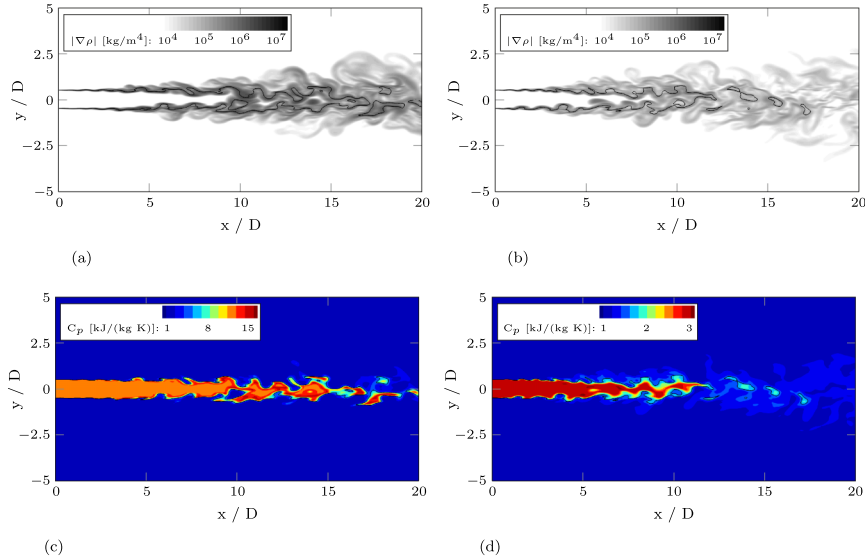 |∇ρ| [kg/m⁴]: 10⁴ 10⁵ 10⁶ 10⁷
5
2.5
0
−2.5
−5
y / D
0 5 10 15 20
x / D
(a)
|∇ρ| [kg/m⁴]: 10⁴ 10⁵ 10⁶ 10⁷
5
2.5
0
−2.5
−5
y / D
0 5 10 15 20
x / D
(b)
Cₚ [kJ/(kg K)]: 1 8 15
5
2.5
0
−2.5
−5
y / D
0 5 10 15 20
x / D
(c)
Cₚ [kJ/(kg K)]: 1 2 3
5
2.5
0
−2.5
−5
y / D
0 5 10 15 20
x / D
(d)